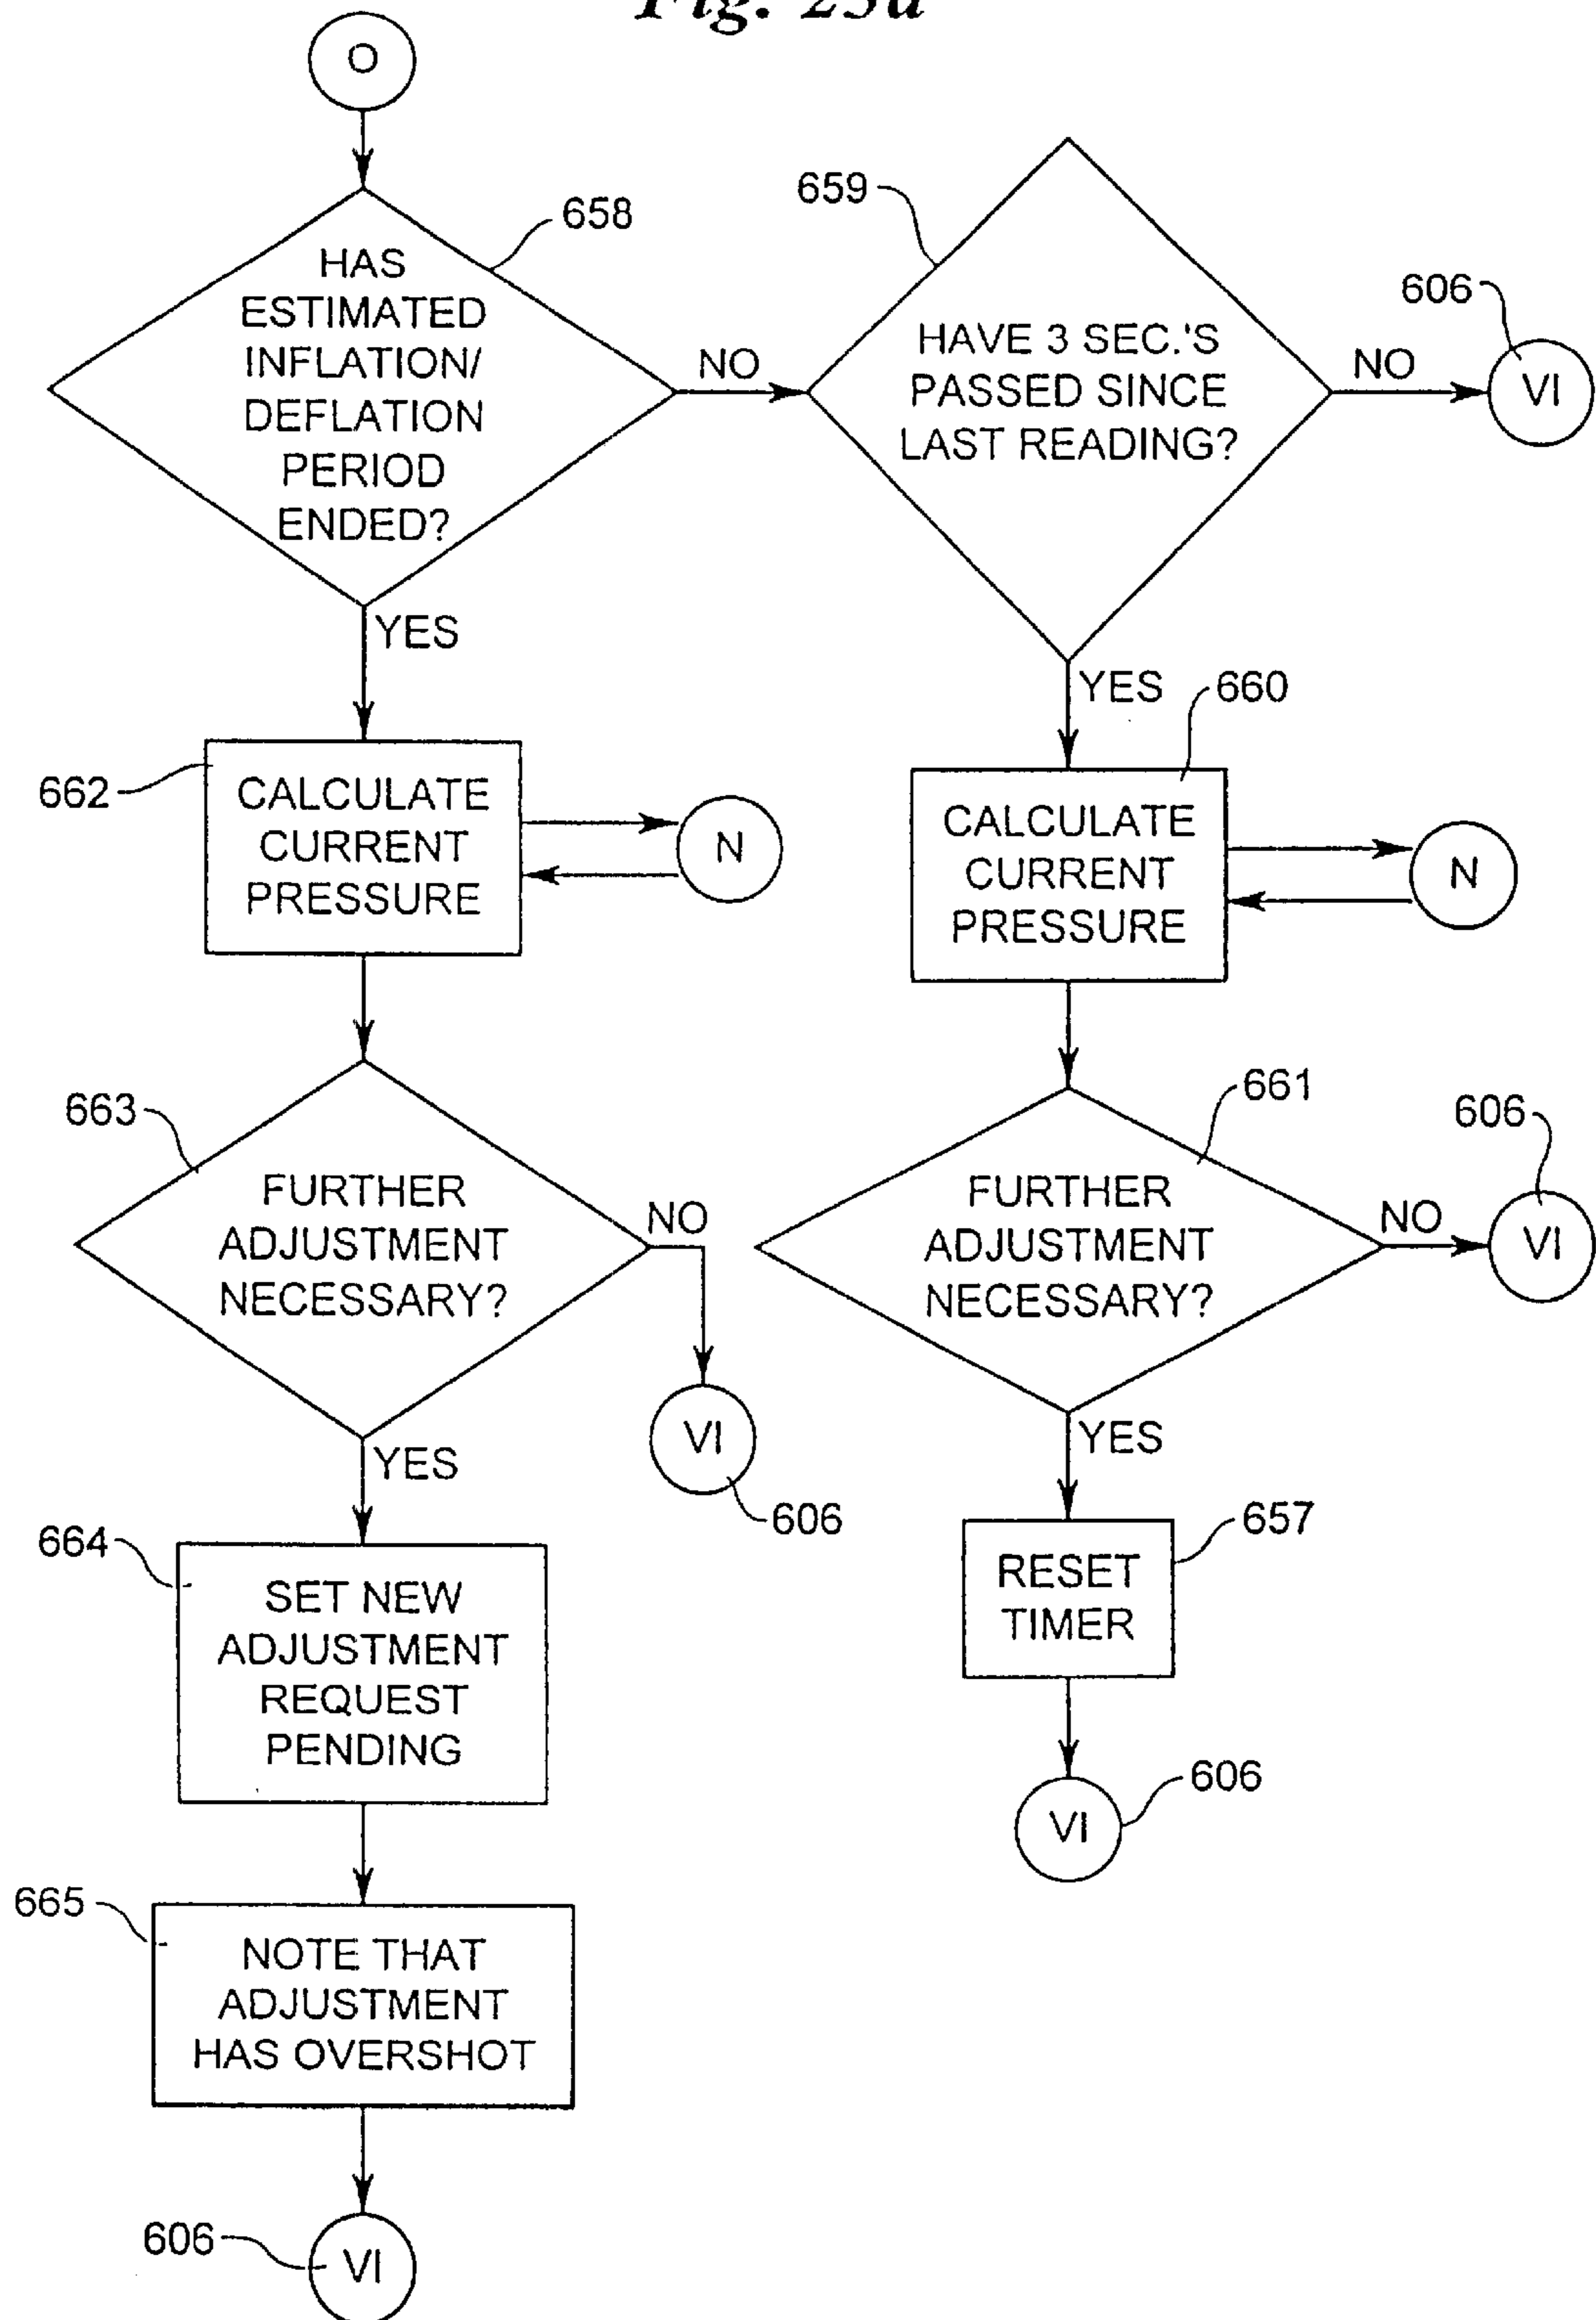 Fig. 23d
O
658
HAS
ESTIMATED
INFLATION/
DEFLATION
PERIOD
ENDED?
NO
YES
659
HAVE 3 SEC.'S
PASSED SINCE
LAST READING?
NO
606
VI
YES
662
CALCULATE
CURRENT
PRESSURE
N
660
CALCULATE
CURRENT
PRESSURE
N
663
FURTHER
ADJUSTMENT
NECESSARY?
NO
VI
606
YES
661
FURTHER
ADJUSTMENT
NECESSARY?
NO
606
VI
YES
664
SET NEW
ADJUSTMENT
REQUEST
PENDING
657
RESET
TIMER
606
VI
665
NOTE THAT
ADJUSTMENT
HAS OVERSHOT
606
VI